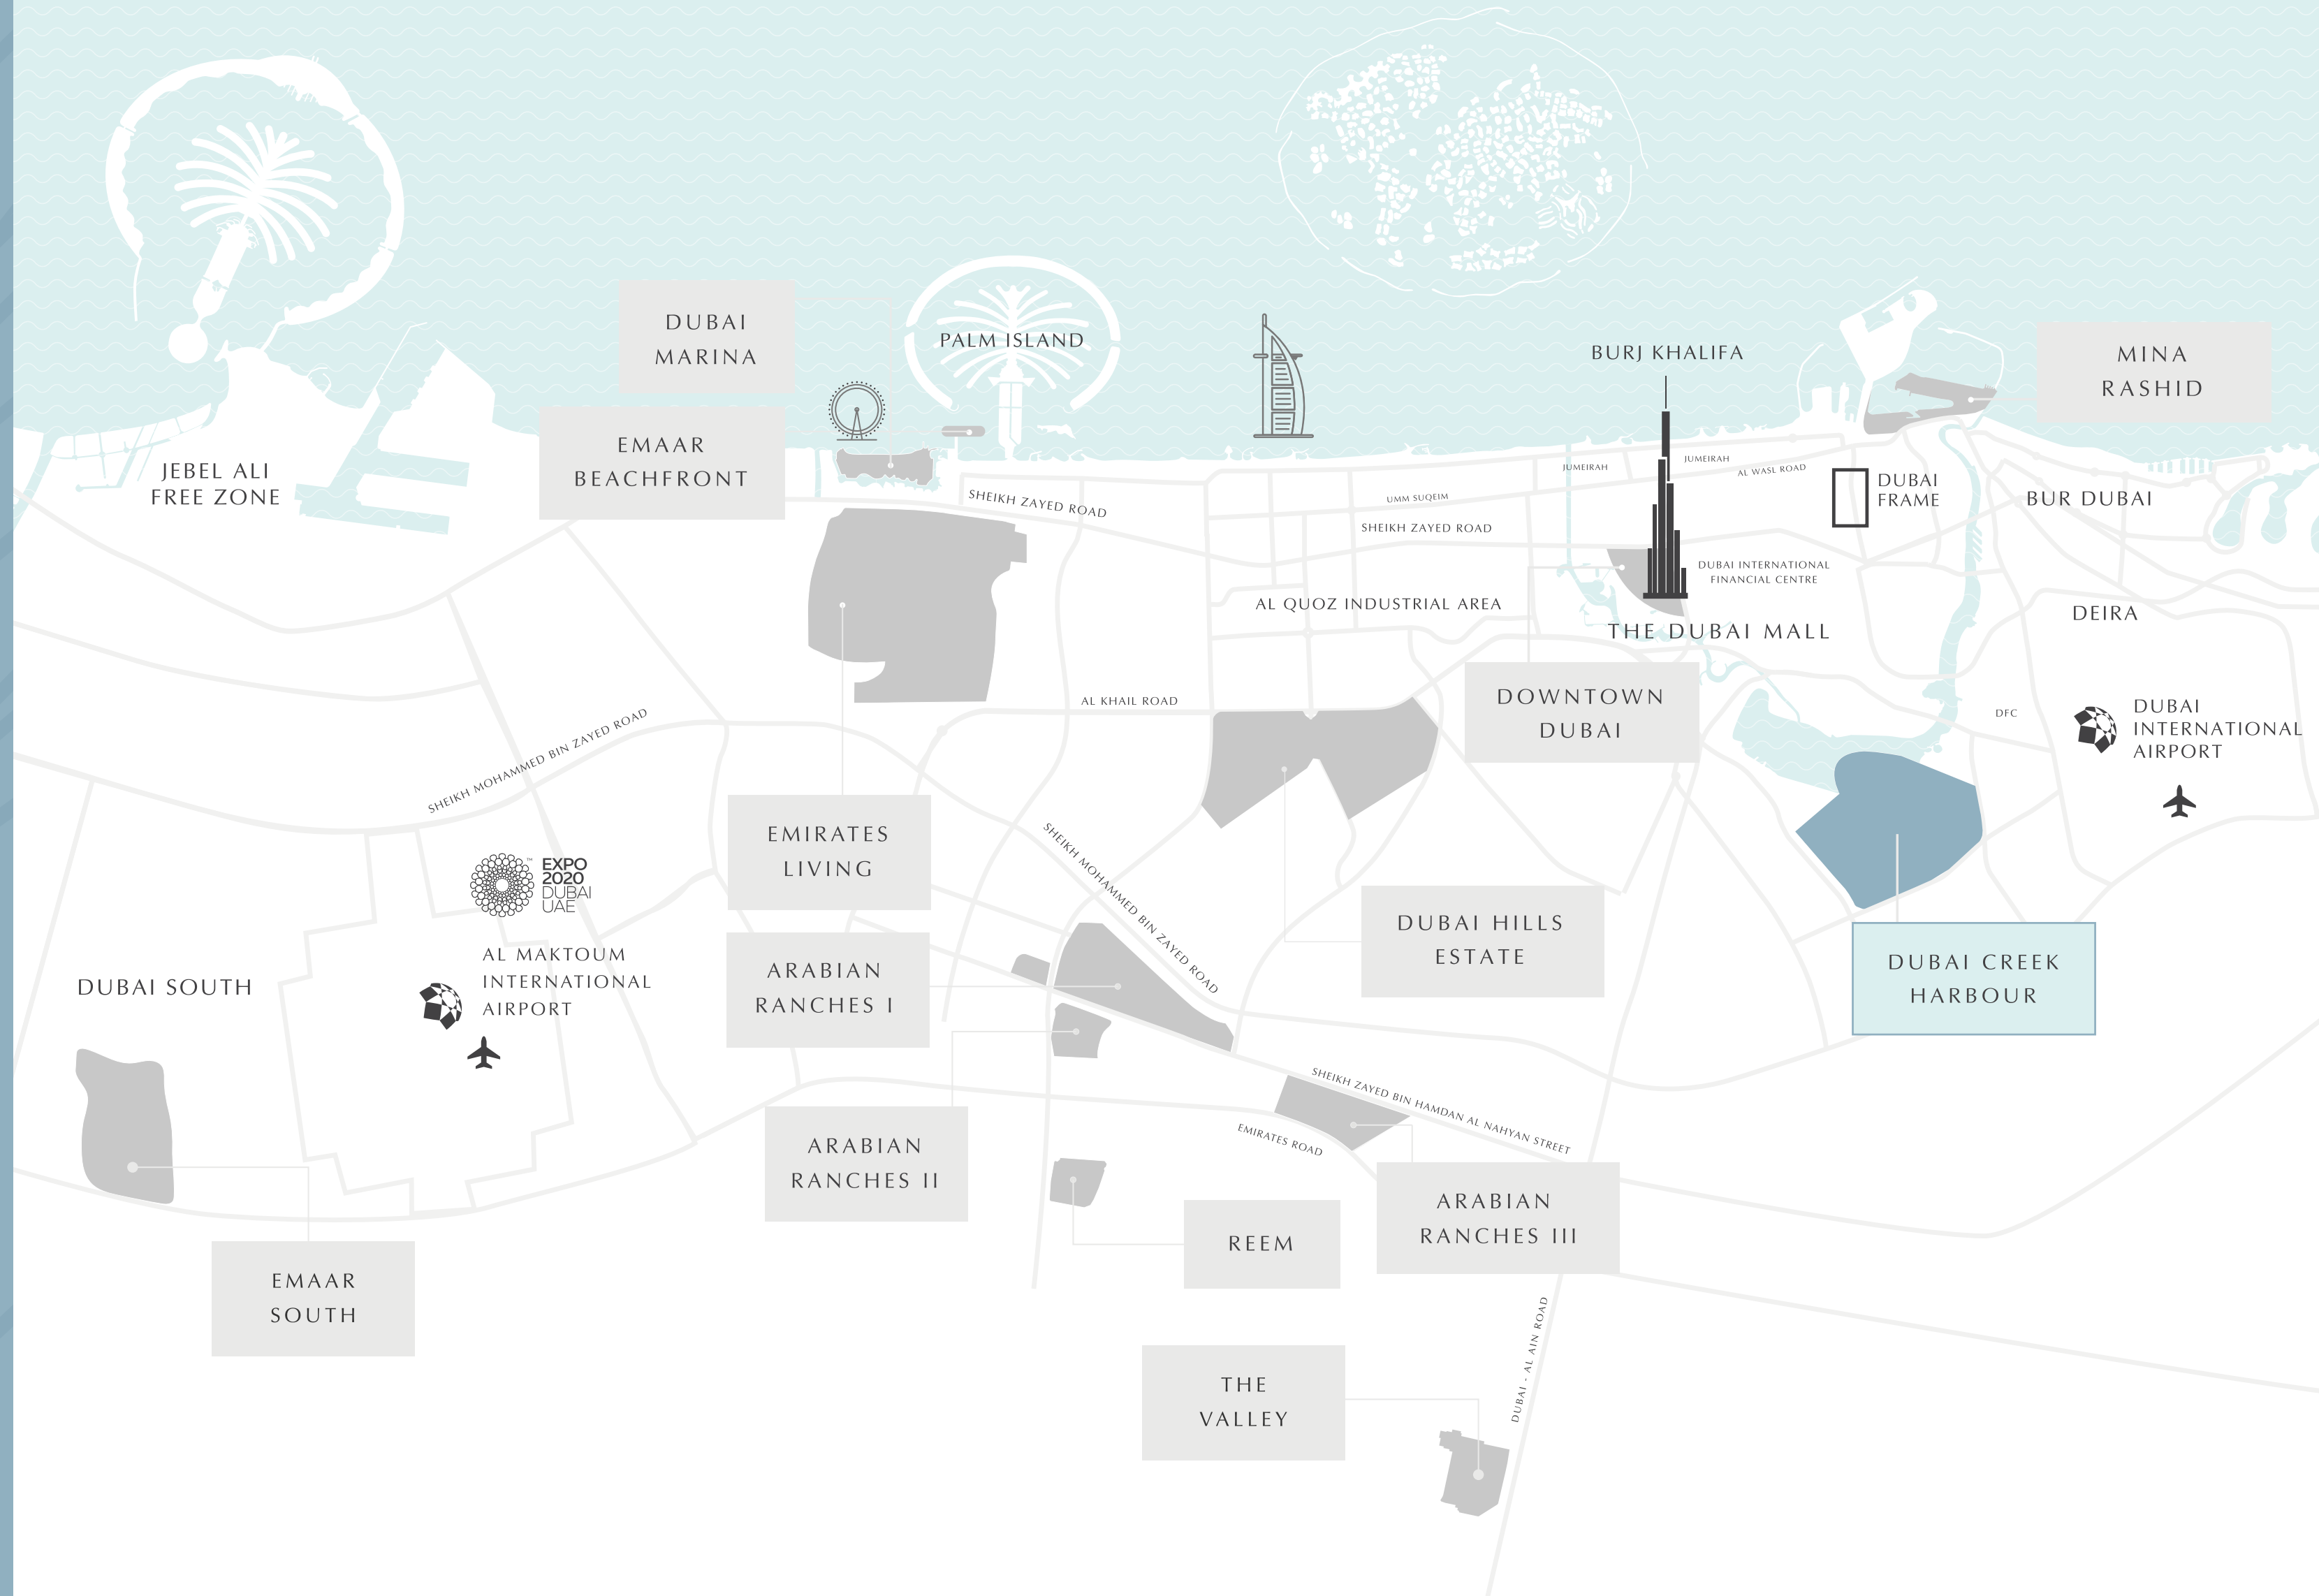 DUBAI
MARINA
PALM ISLAND
BURJ KHALIFA
MINA
RASHID
EMAAR
BEACHFRONT
JEBEL ALI
FREE ZONE
SHEIKH ZAYED ROAD
JUMEIRAH
JUMEIRAH
AL WASL ROAD
UMM SUQEIM
SHEIKH ZAYED ROAD
DUBAI
FRAME
BUR DUBAI
DUBAI INTERNATIONAL
FINANCIAL CENTRE
AL QUOZ INDUSTRIAL AREA
THE DUBAI MALL
DEIRA
DOWNTOWN
DUBAI
AL KHAIL ROAD
DFC
DUBAI
INTERNATIONAL
AIRPORT
SHEIKH MOHAMMED BIN ZAYED ROAD
EMIRATES
LIVING
SHEIKH MOHAMMED BIN ZAYED ROAD
EXPO
2020
DUBAI
UAE
TM
DUBAI HILLS
ESTATE
DUBAI CREEK
HARBOUR
AL MAKTOUM
INTERNATIONAL
AIRPORT
DUBAI SOUTH
ARABIAN
RANCHES I
SHEIKH ZAYED BIN HAMDAN AL NAHYAN STREET
EMIRATES ROAD
ARABIAN
RANCHES II
ARABIAN
RANCHES III
REEM
EMAAR
SOUTH
DUBAI - AL AIN ROAD
THE
VALLEY